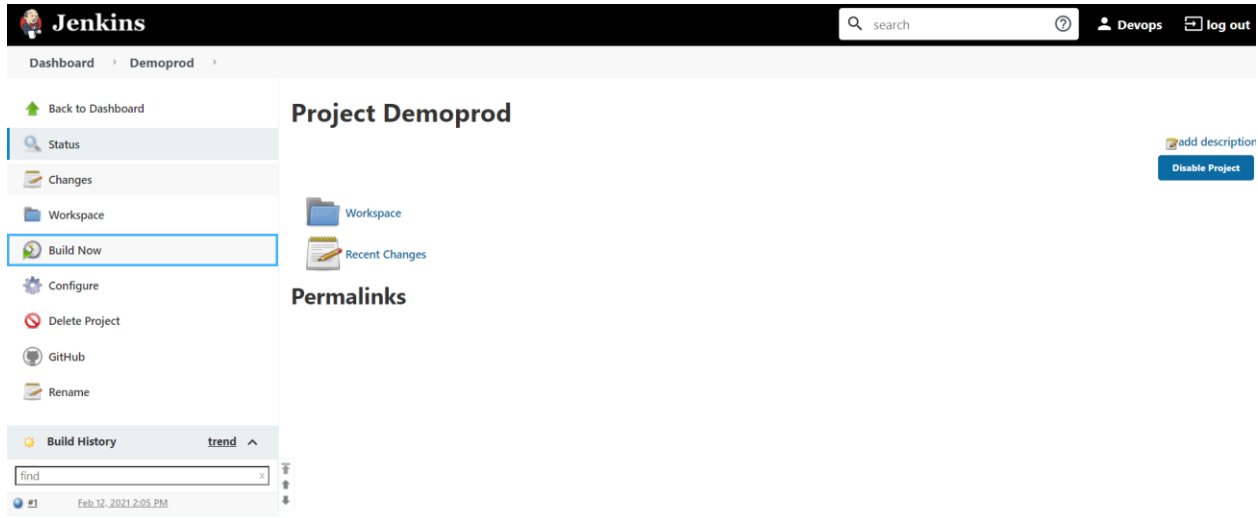 Jenkins
search
Devops
log out
Dashboard
Demoprod
Back to Dashboard
Status
Changes
Workspace
Build Now
Configure
Delete Project
GitHub
Rename
Build History trend
find x
#1 Feb 12, 2021 2:05 PM
Project Demoprod
add description
Disable Project
Workspace
Recent Changes
Permalinks